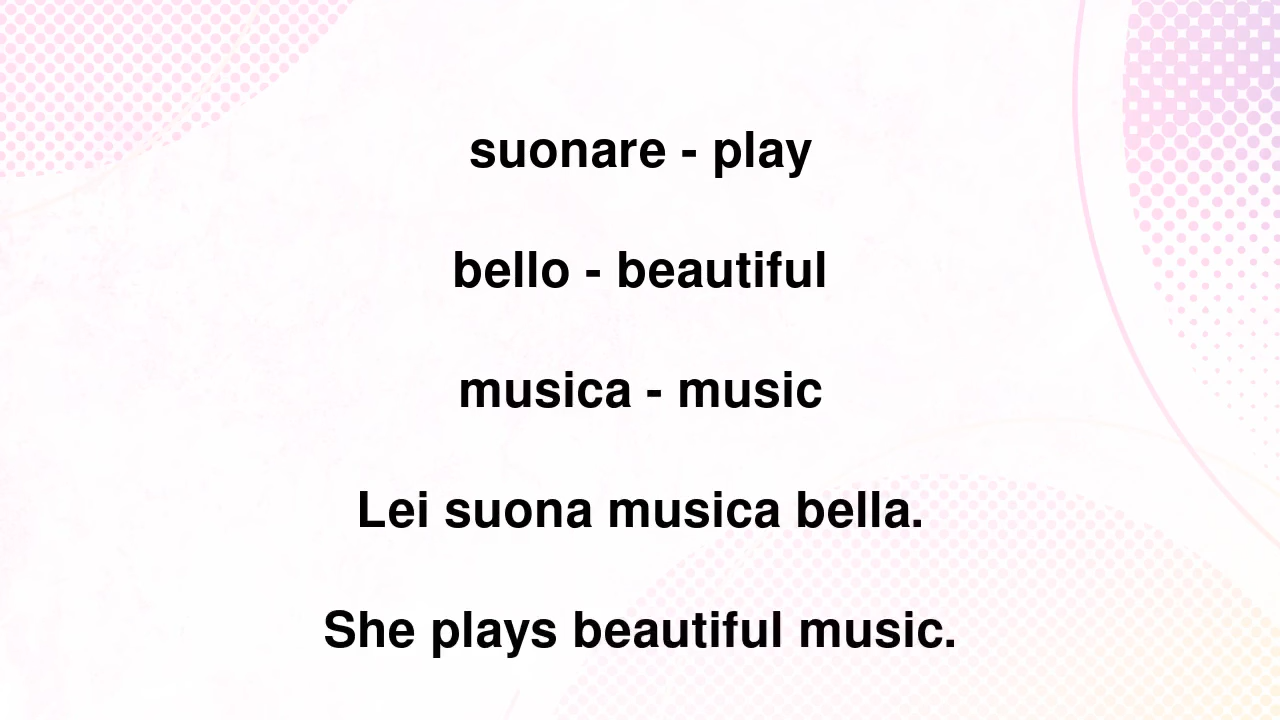 suonare - play
bello - beautiful
musica - music
Lei suona musica bella.
She plays beautiful music.